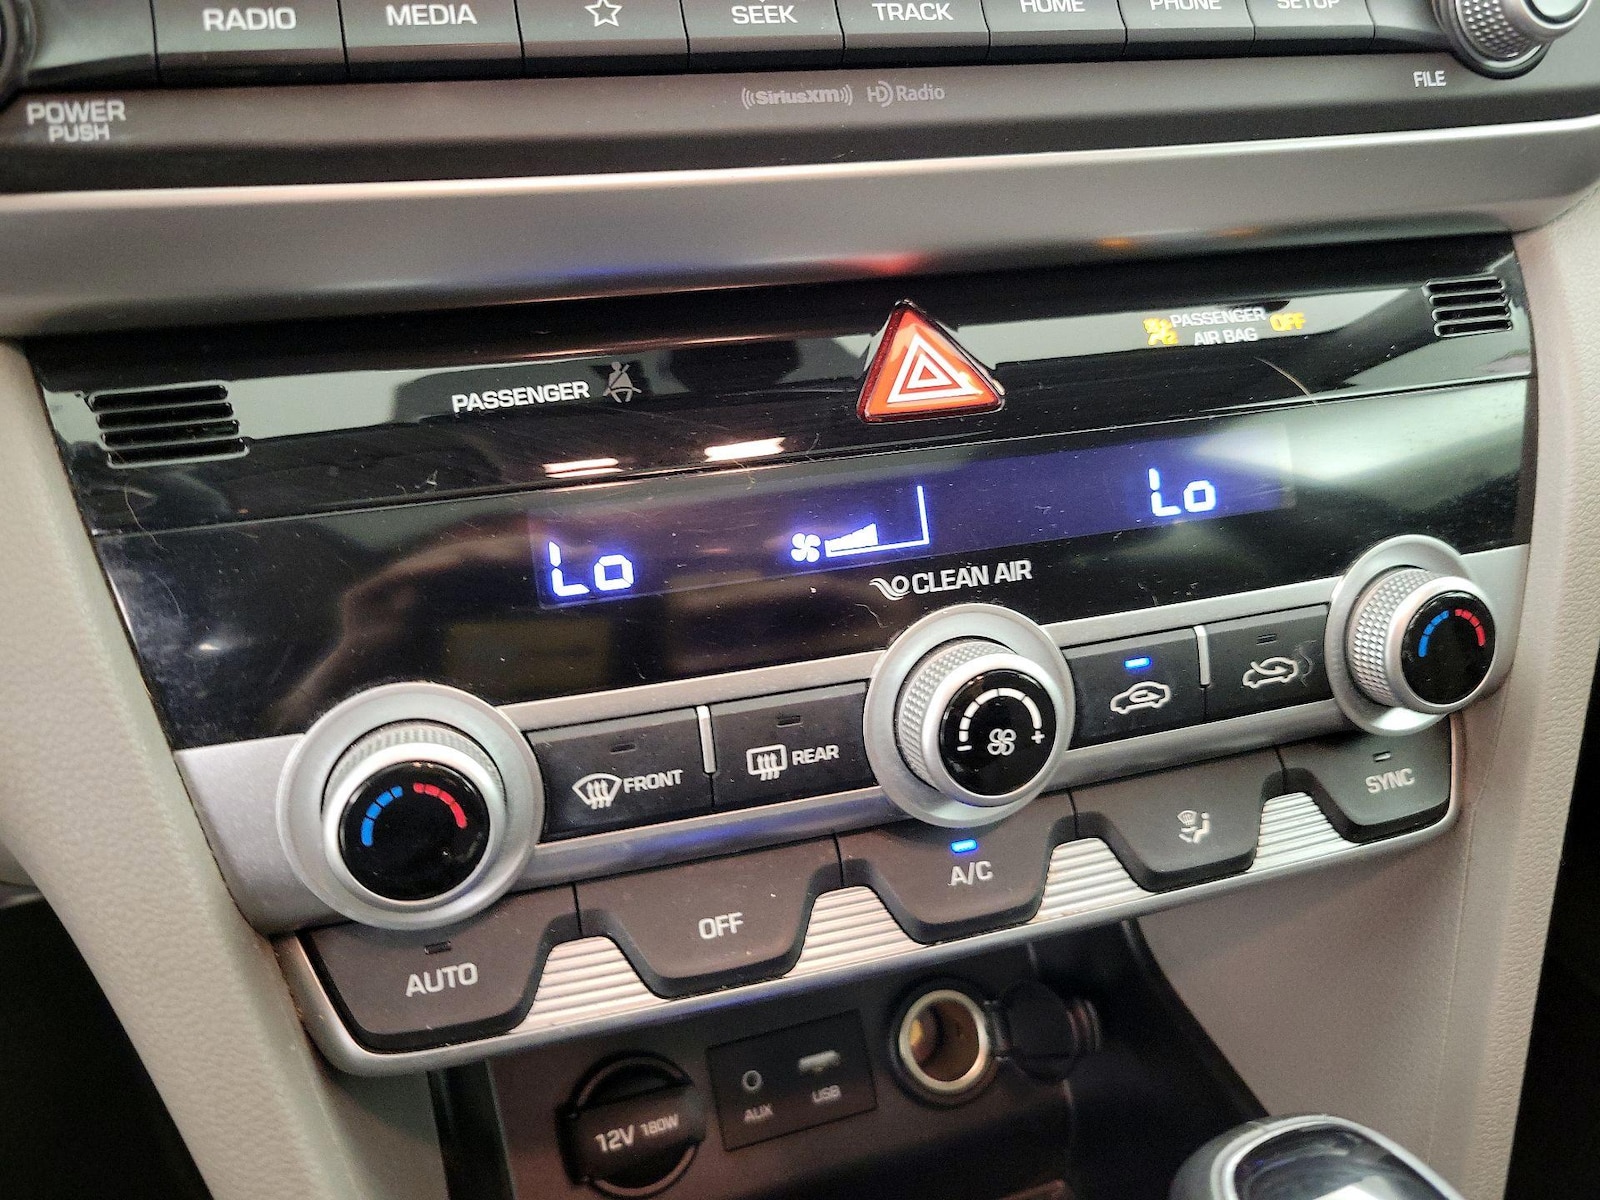 RADIO
MEDIA
SEEK
TRACK
HOME
PHONE
SETUP
POWER
PUSH
((SiriusXM))
HD Radio
FILE
PASSENGER
PASSENGER
AIR BAG
OFF
Lo
Lo
CLEAN AIR
FRONT
REAR
- +
AUTO
OFF
A/C
SYNC
12V 180W
AUX
USB